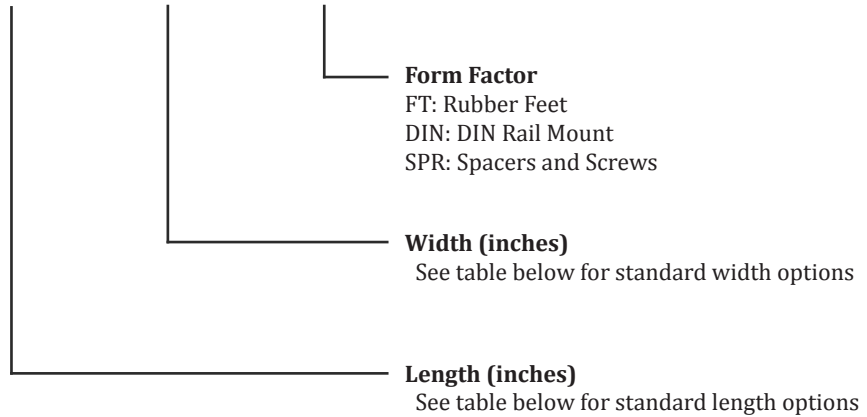 Form Factor
FT: Rubber Feet
DIN: DIN Rail Mount
SPR: Spacers and Screws
Width (inches)
See table below for standard width options
Length (inches)
See table below for standard length options